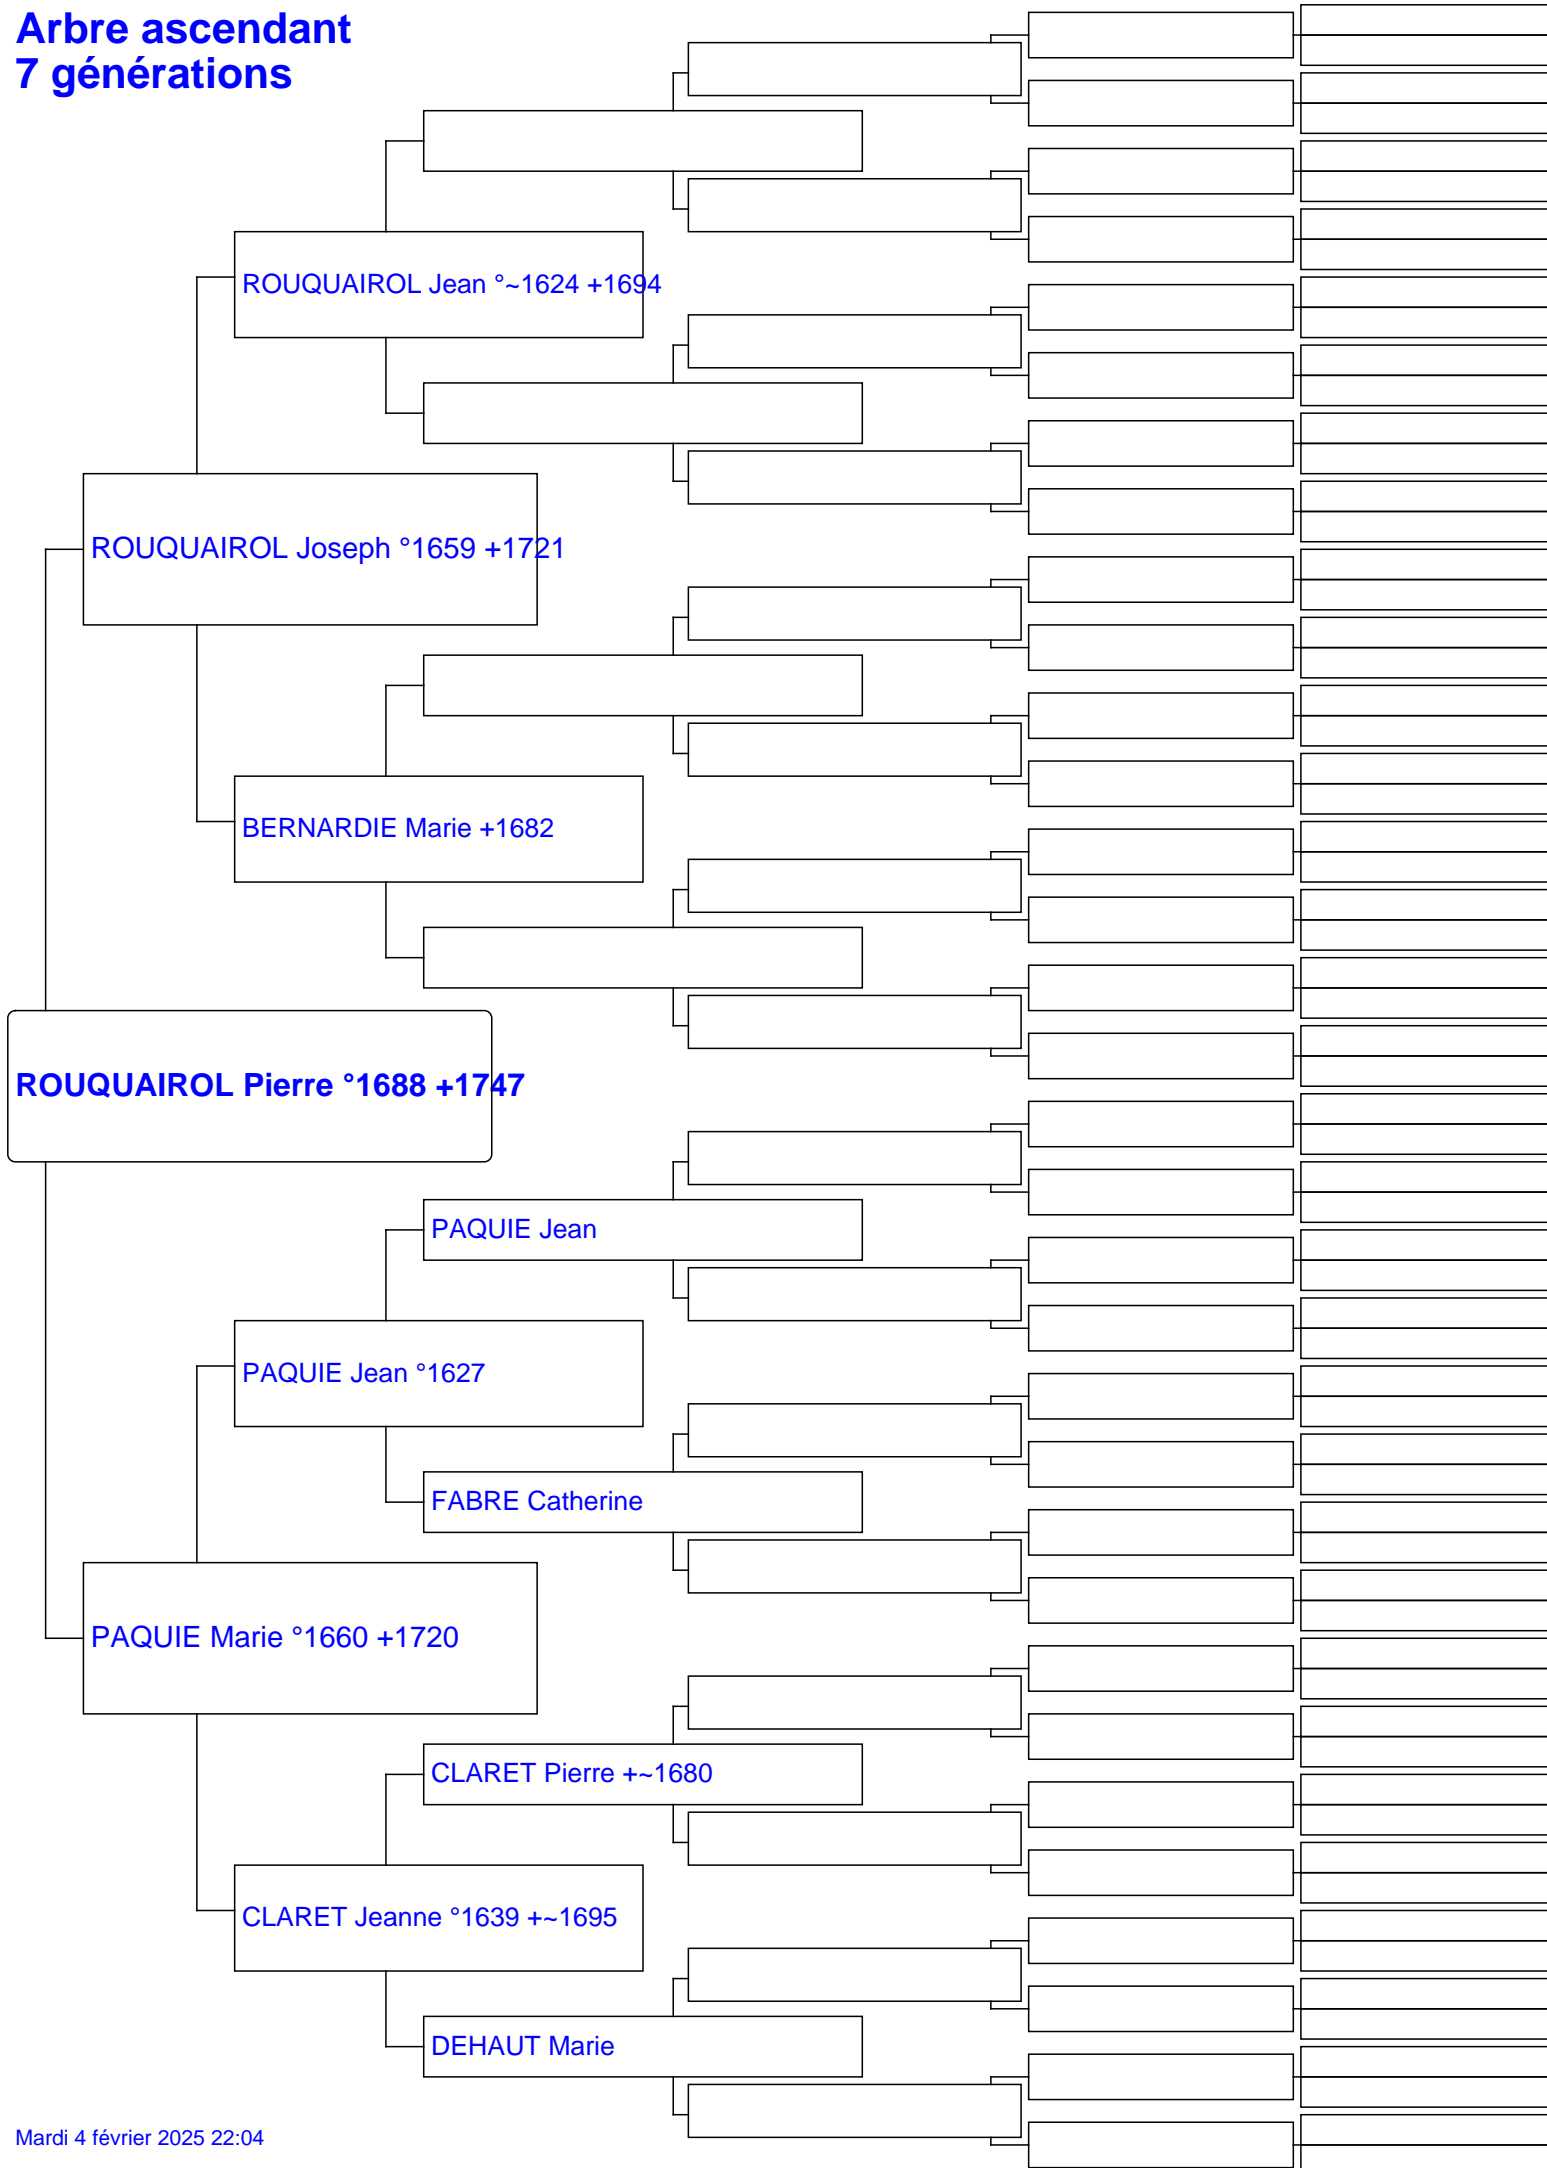 Arbre ascendant
7 générations
ROUQUAIROL Jean °~1624 +1694
ROUQUAIROL Joseph °1659 +1721
BERNARDIE Marie +1682
ROUQUAIROL Pierre °1688 +1747
PAQUIE Jean
PAQUIE Jean °1627
FABRE Catherine
PAQUIE Marie °1660 +1720
CLARET Pierre +~1680
CLARET Jeanne °1639 +~1695
DEHAUT Marie
Mardi 4 février 2025 22:04